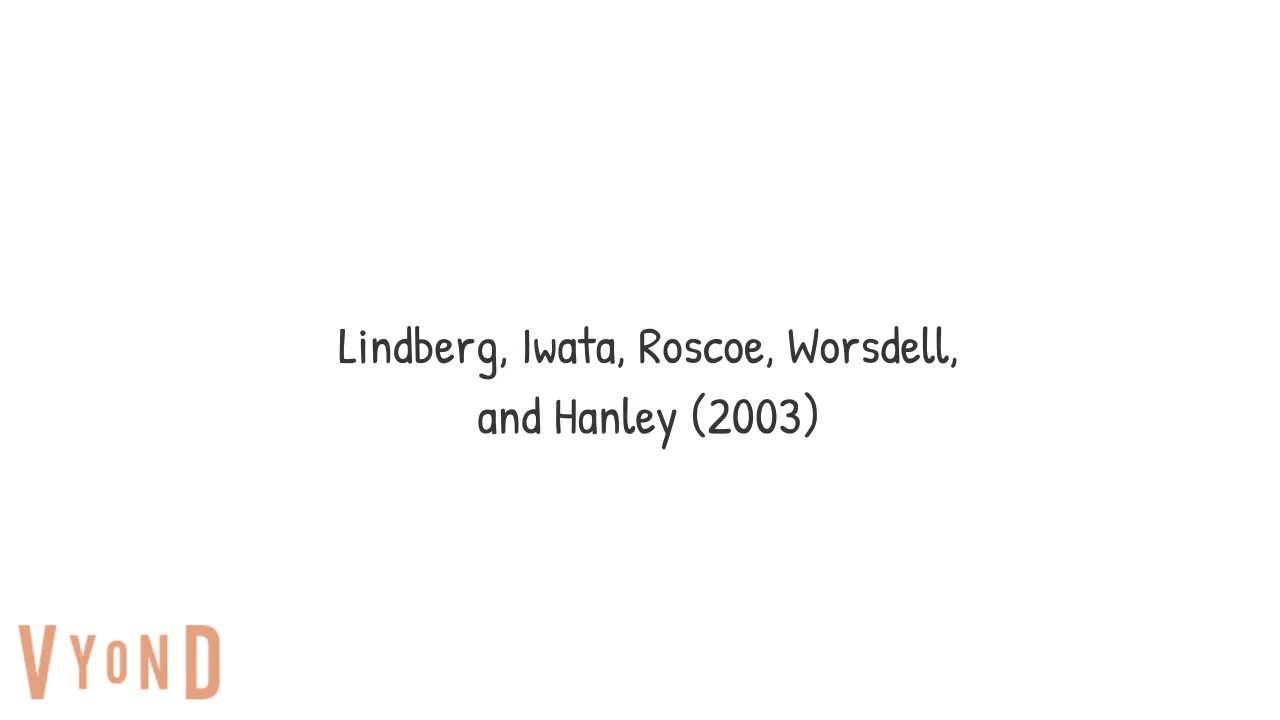 Lindberg, Iwata, Roscoe, Worsdell,
and Hanley (2003)
VYOND